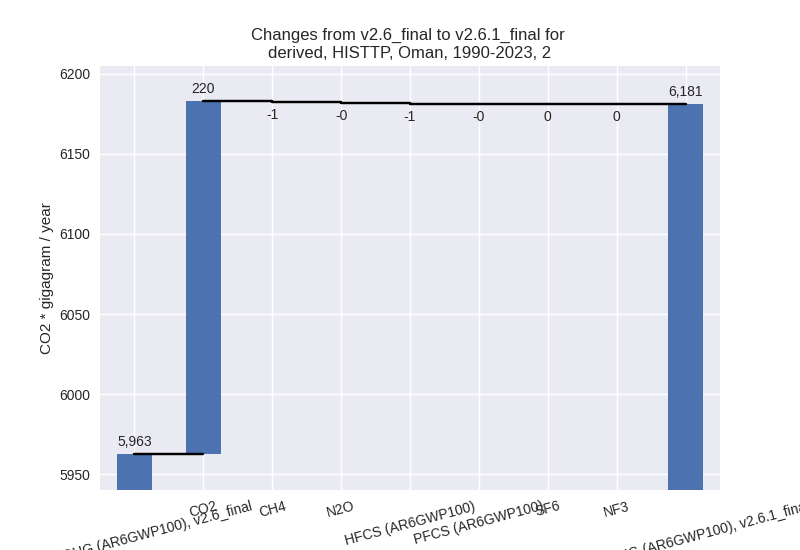 Changes from v2.6_final to v2.6.1_final for
derived, HISTTP, Oman, 1990-2023, 2
CO2 * gigagram / year
6200
6150
6100
6050
6000
5950
5,963
220
-1
-0
-1
-0
0
0
6,181
(AR6GWP100), v2.6_final
CO2
CH4
N2O
HFCS (AR6GWP100)
PFCS (AR6GWP100)
SF6
NF3
(AR6GWP100), v2.6.1_fina